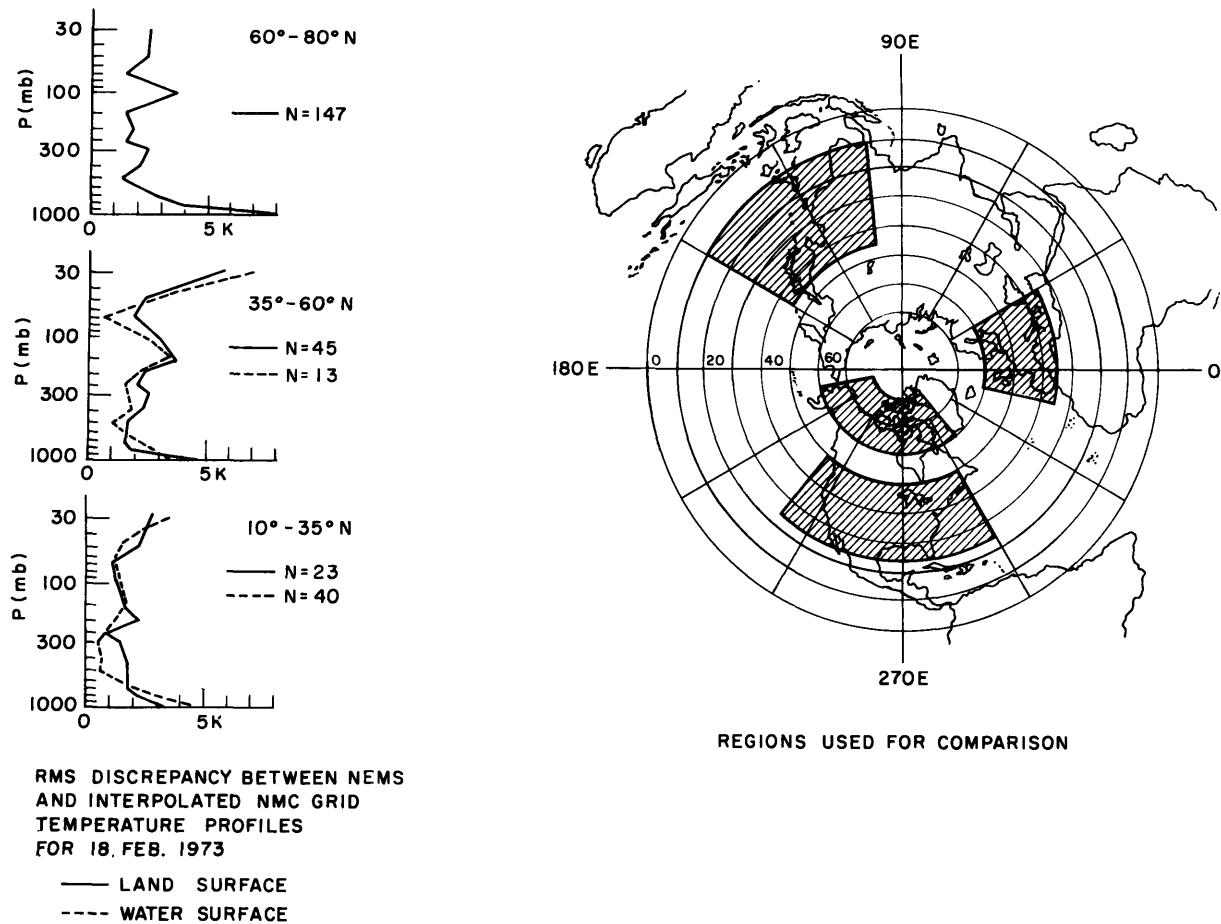 60°-80°N
P(mb)
30
100
300
1000
N=147
0
5K
35°-60°N
P(mb)
30
100
300
1000
N=45
N=13
0
5K
10°-35°N
P(mb)
30
100
300
1000
N=23
N=40
0
5K
RMS DISCREPANCY BETWEEN NEMS
AND INTERPOLATED NMC GRID
TEMPERATURE PROFILES
FOR 18. FEB. 1973
LAND SURFACE
WATER SURFACE
90E
180E
0
20
40
60
0
270E
REGIONS USED FOR COMPARISON